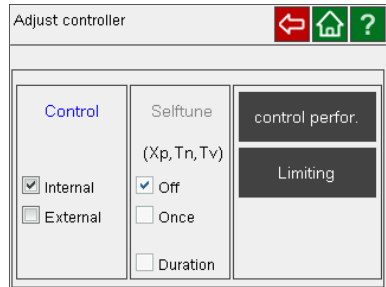 Adjust controller
?
Control
Internal
External
Selftune
(Xp,Tn,Tv)
Off
Once
Duration
control perfor.
Limiting